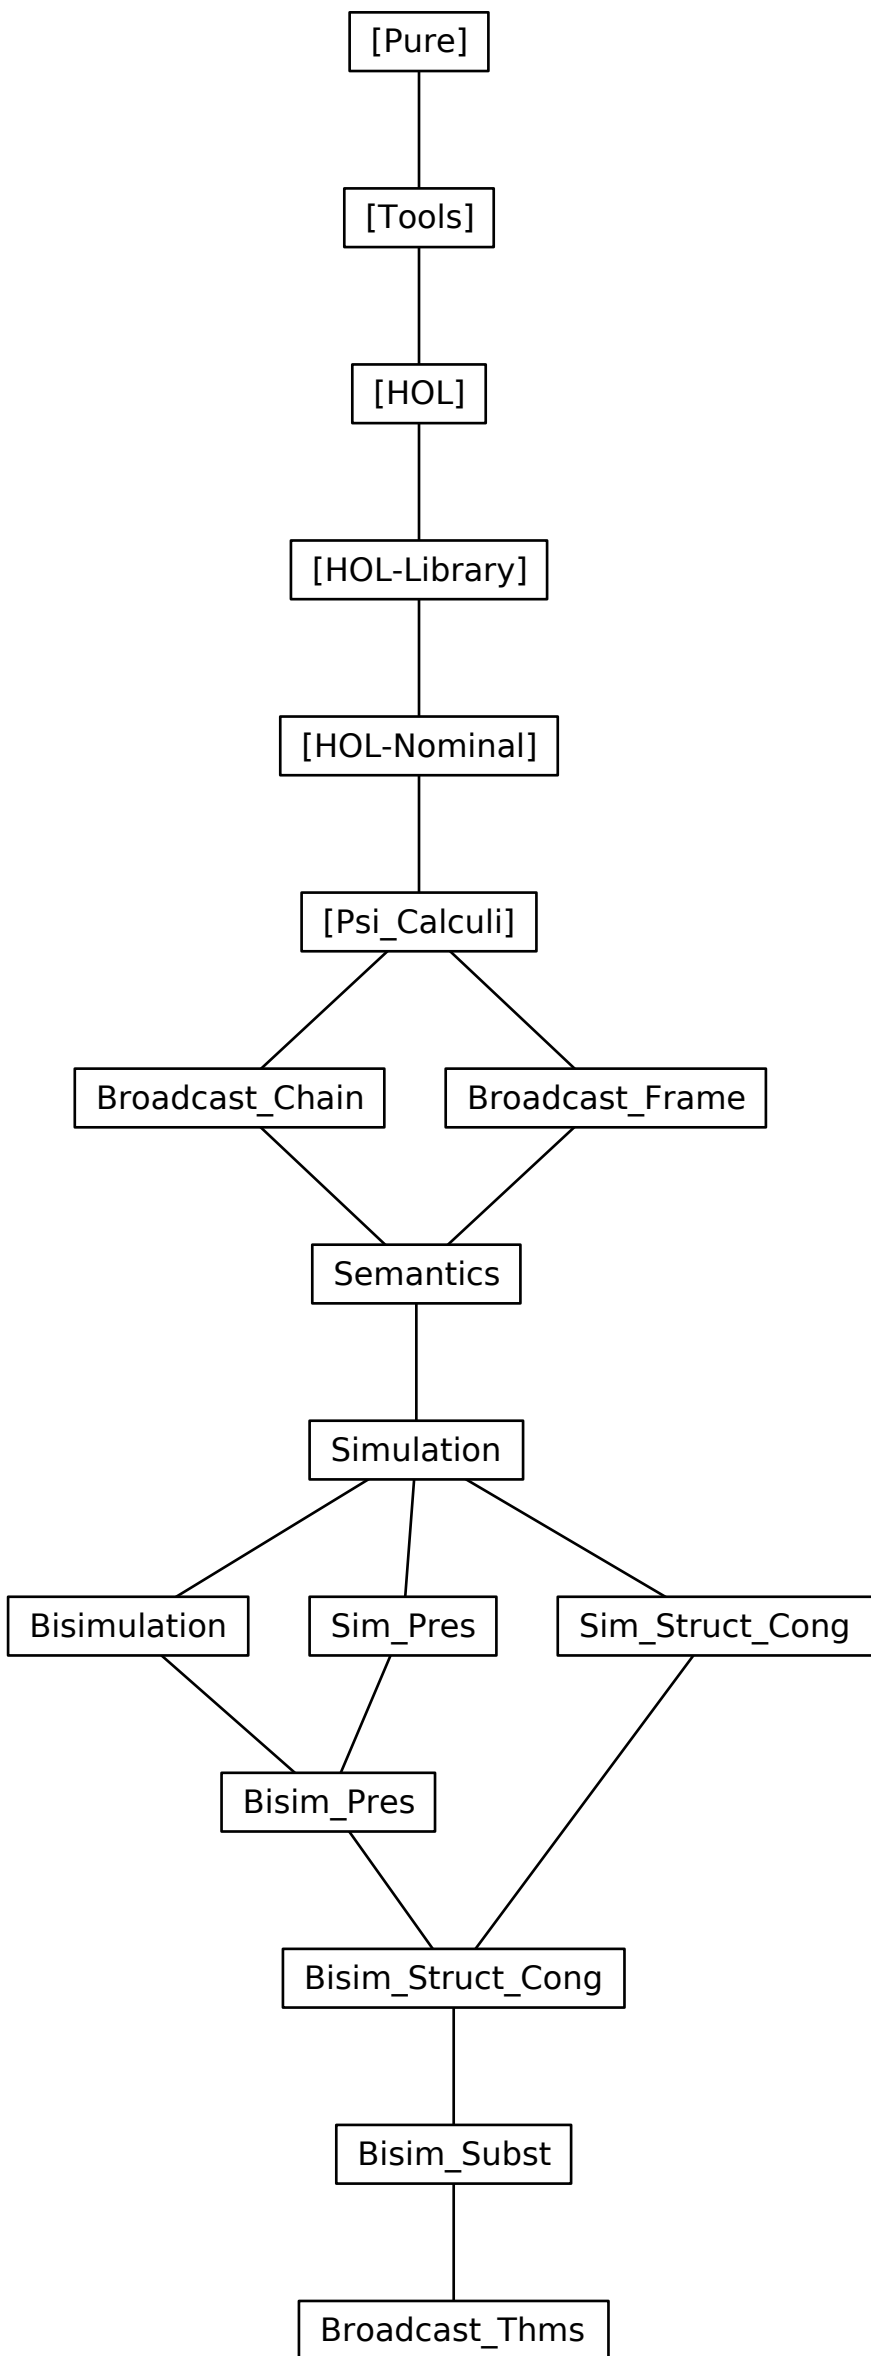 [Pure]
[Tools]
[HOL]
[HOL-Library]
[HOL-Nominal]
[Psi_Calculi]
Broadcast_Chain
Broadcast_Frame
Semantics
Simulation
Bisimulation
Sim_Pres
Sim_Struct_Cong
Bisim_Pres
Bisim_Struct_Cong
Bisim_Subst
Broadcast_Thms